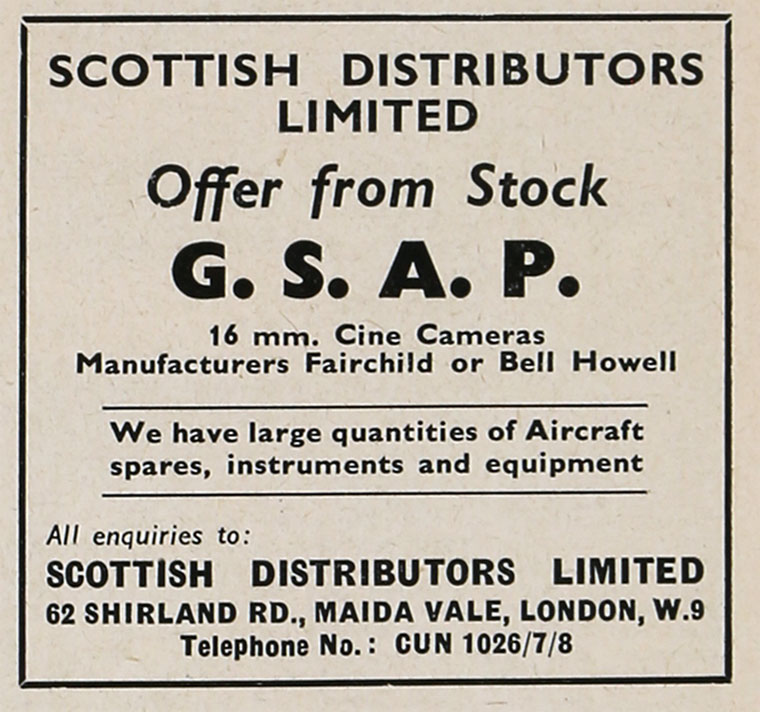 SCOTTISH DISTRIBUTORS
LIMITED
Offer from Stock
G. S. A. P.
16 mm. Cine Cameras
Manufacturers Fairchild or Bell Howell
We have large quantities of Aircraft
spares, instruments and equipment
All enquiries to:
SCOTTISH DISTRIBUTORS LIMITED
62 SHIRLAND RD., MAIDA VALE, LONDON, W.9
Telephone No.: CUN 1026/7/8